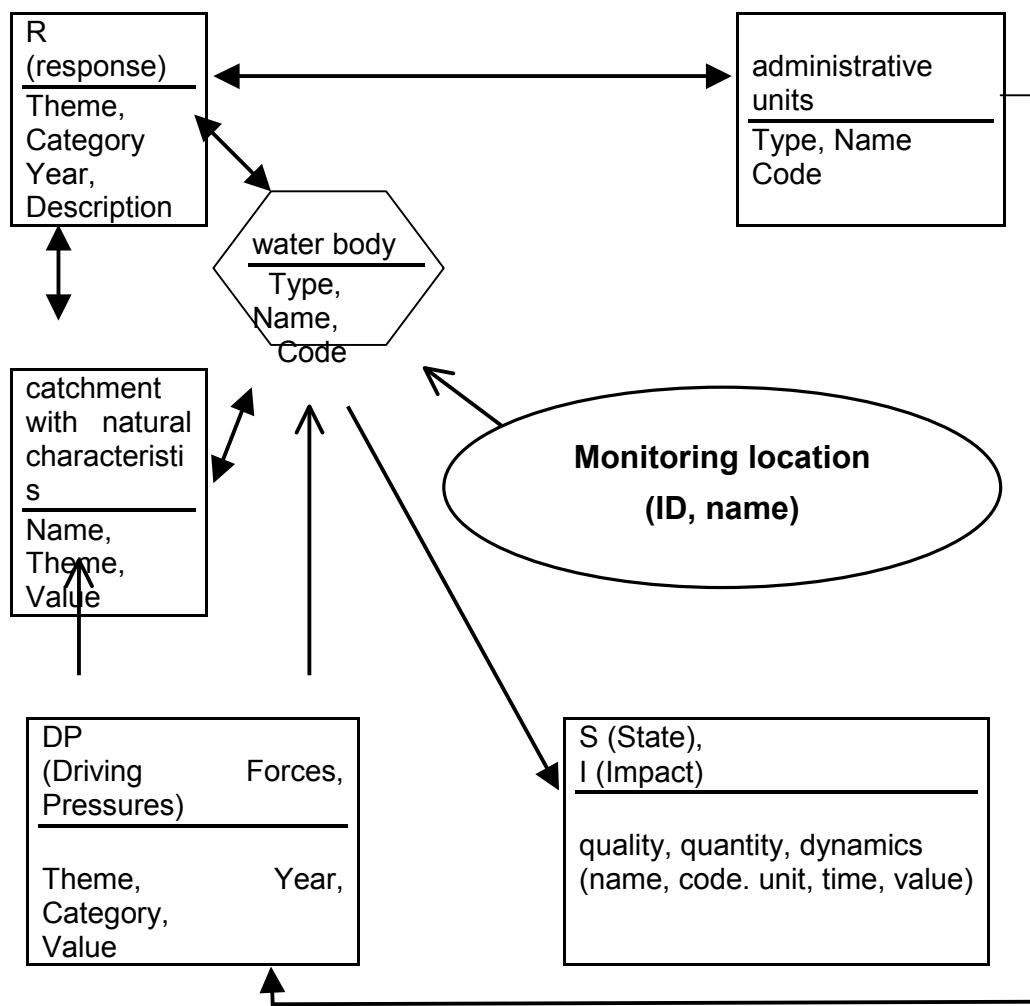 R
(response)
Theme,
Category
Year,
Description
administrative
units
Type, Name
Code
water body
Type,
Name,
Code
catchment
with natural
characteristi
s
Name,
Theme,
Value
Monitoring location
(ID, name)
DP
(Driving Forces,
Pressures)
Theme, Year,
Category,
Value
S (State),
I (Impact)
quality, quantity, dynamics
(name, code. unit, time, value)